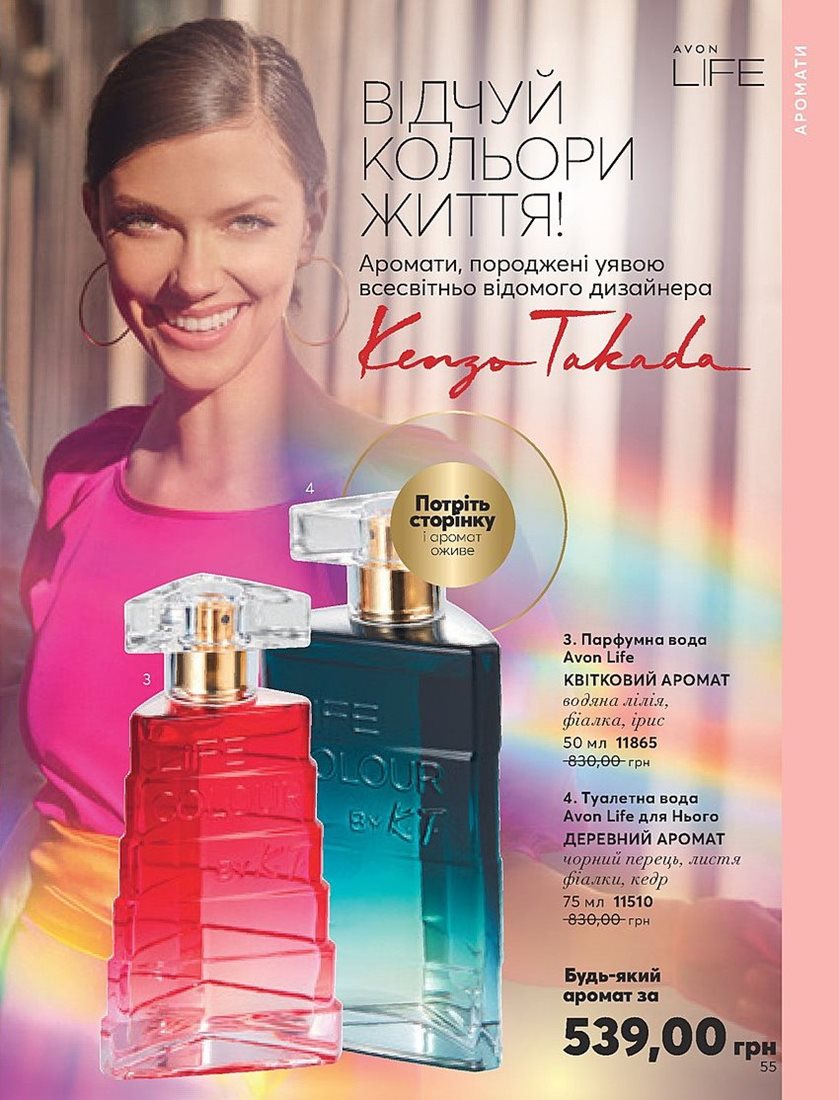 AVON
LIFE
АРОМАТИ
ВІДЧУЙ
КОЛЬОРИ
ЖИТТЯ!
Аромати, породжені уявою
всесвітньо відомого дизайнера
Kenzo Takada
4
Потріть
сторінку
і аромат
оживе
3
LIFE
COLOUR
BY K.T.
IFE
OLOUR
BY K.T.
3. Парфумна вода
Avon Life
КВІТКОВИЙ АРОМАТ
водяна лілія,
фіалка, ірис
50 мл 11865
830,00 грн
4. Туалетна вода
Avon Life для Нього
ДЕРЕВНИЙ АРОМАТ
чорний перець, листя
фіалки, кедр
75 мл 11510
830,00 грн
Будь-який
аромат за
539,00 грн
55